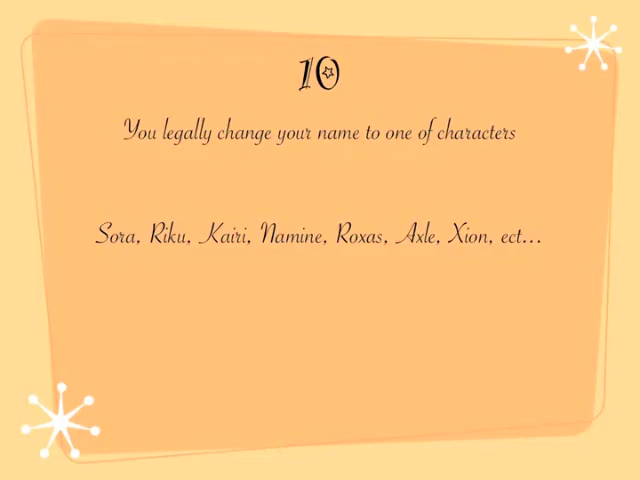 10
You legally change your name to one of characters
Sora, Riku, Kairi, Namine, Roxas, Axle, Xion, ect...